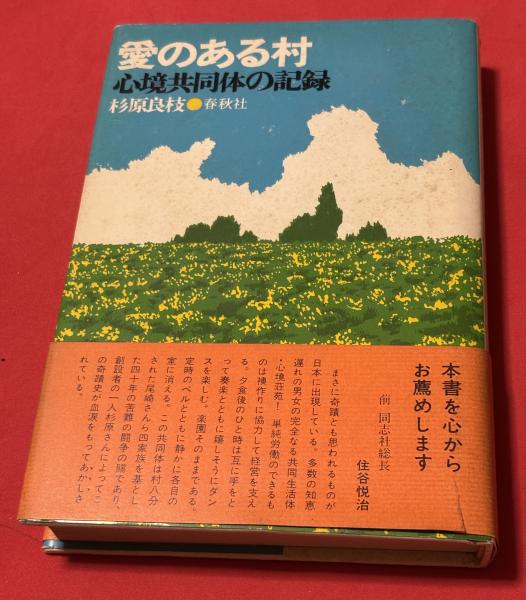 愛のある村
心境共同体の記録
杉原良枝●春秋社
本書を心から
お薦めします
前 同志社総長
住谷悦治
まさに奇蹟とも思われるものが
日本に出現している。多数の知恵
遅れの男女の完全なる共同生活体
・心境荘苑! 単純労働のできるも
のは襖作りに協力して経営を支え
る。夕食後のひと時は互に手をと
って奏楽とともに嬉しそうにダン
スを楽しむ、楽園そのままである。
定時のベルとともに静かに各自の
室に消える。この共同体は村八分
された尾崎さんら四家族を基とし
た四十年の苦難の闘争の賜であり、
創設者の一人杉原さんによってこ
の奇蹟史が血涙をもってあかしさ
れている。